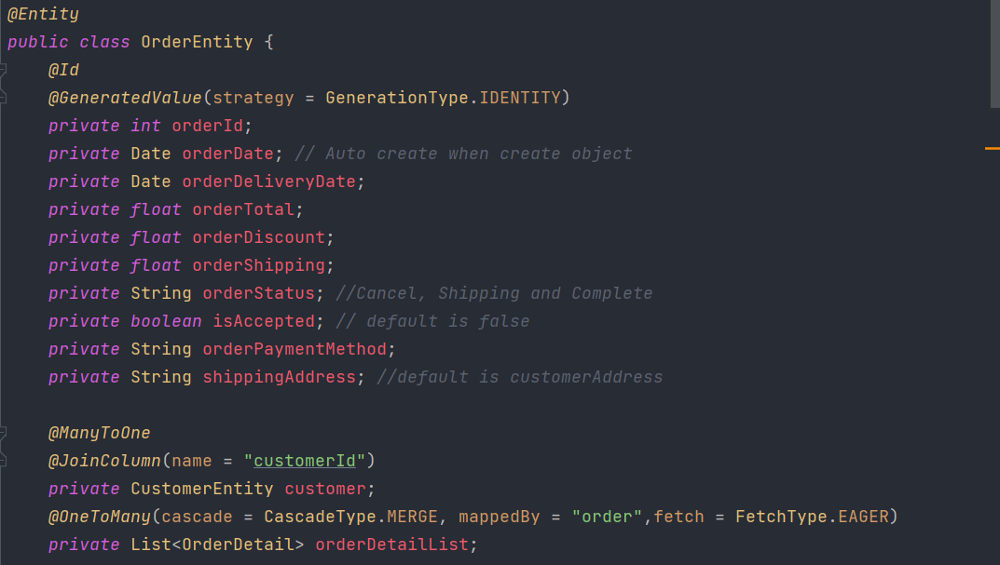 @Entity
public class OrderEntity {
@Id
@GeneratedValue(strategy = GenerationType.IDENTITY)
private int orderId;
private Date orderDate; // Auto create when create object
private Date orderDeliveryDate;
private float orderTotal;
private float orderDiscount;
private float orderShipping;
private String orderStatus; //Cancel, Shipping and Complete
private boolean isAccepted; // default is false
private String orderPaymentMethod;
private String shippingAddress; //default is customerAddress
@ManyToOne
@JoinColumn(name = "customerId")
private CustomerEntity customer;
@OneToMany(cascade = CascadeType.MERGE, mappedBy = "order",fetch = FetchType.EAGER)
private List<OrderDetail> orderDetailList;